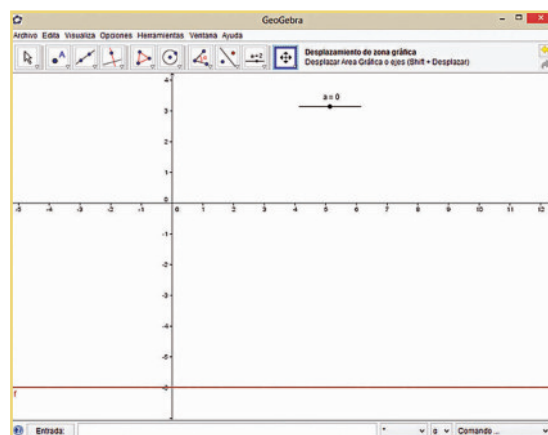 GeoGebra
Archivo Edita Visualiza Opciones Herramientas Ventana Ayuda
A a=2 Desplazamiento de zona gráfica
Desplazar Área Gráfica o ejes (Shift + Desplazar)
a = 0
4
3
2
1
0
-5 -4 -3 -2 -1 0 1 2 3 4 5 6 7 8 9 10 11 12
-1
-2
-3
-4
-5
-6
f
Entrada: α Comando ...